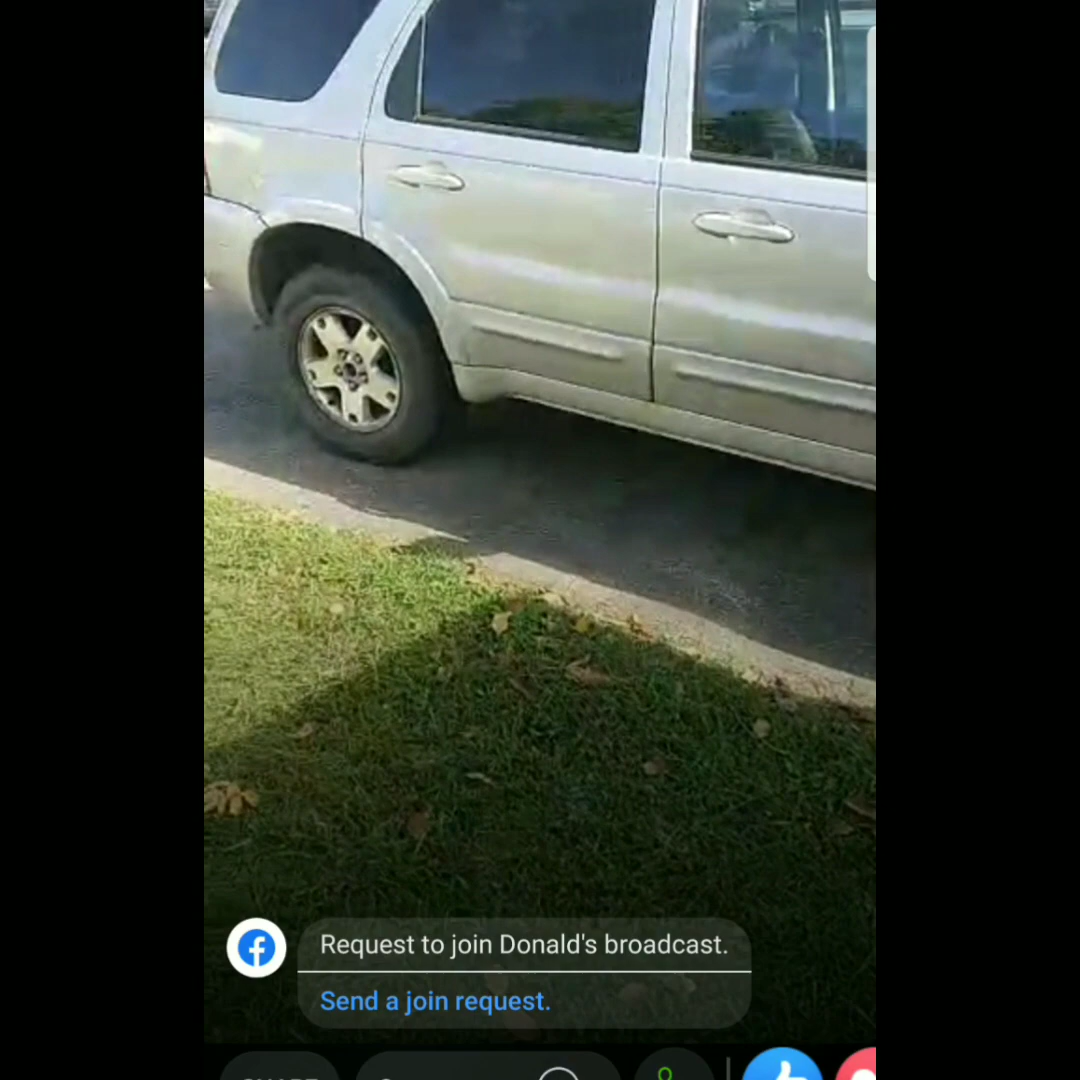 Request to join Donald's broadcast.
Send a join request.